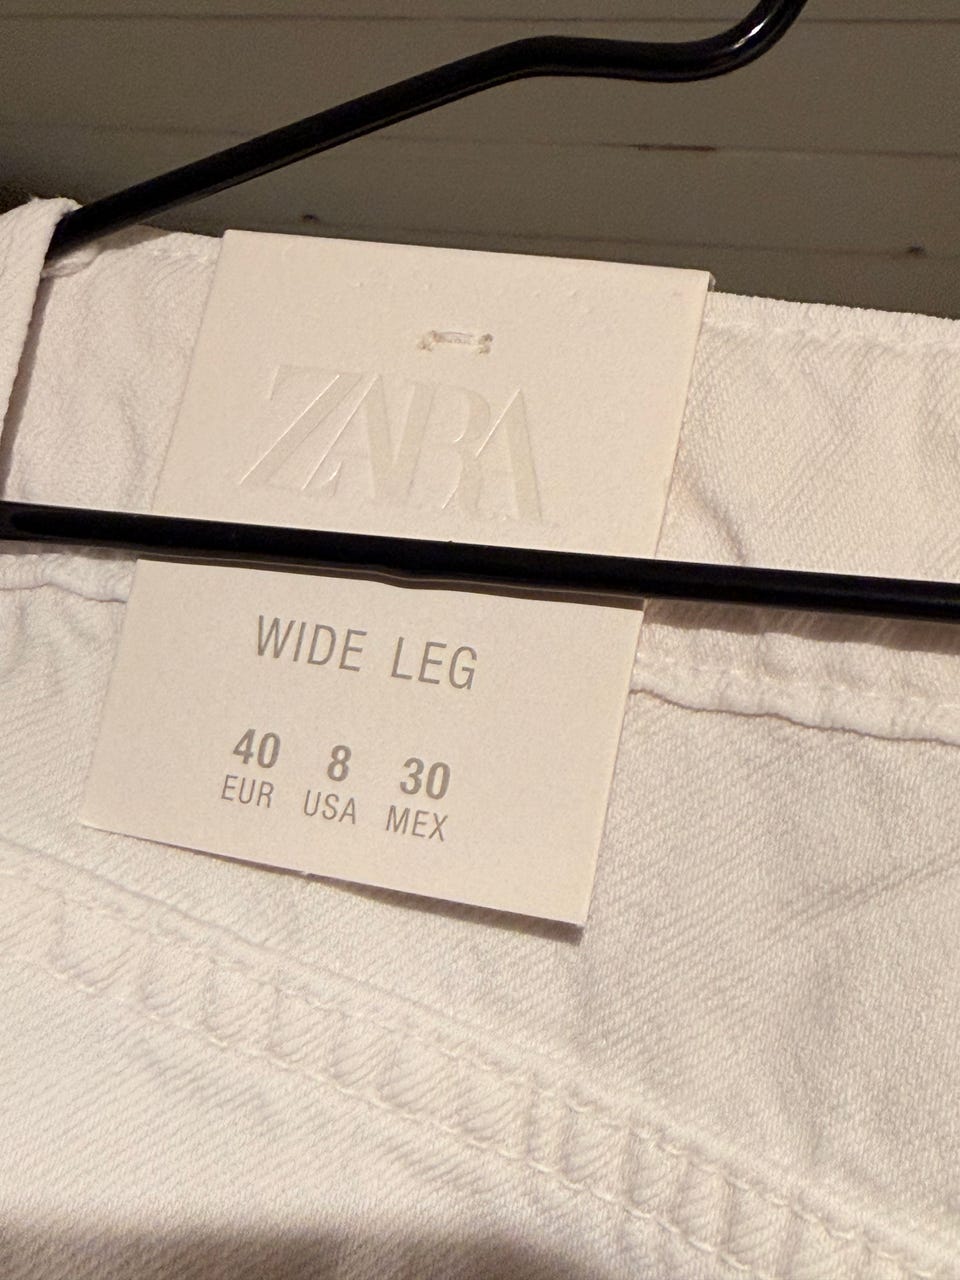 ZARA
WIDE LEG
40 8 30
EUR USA MEX